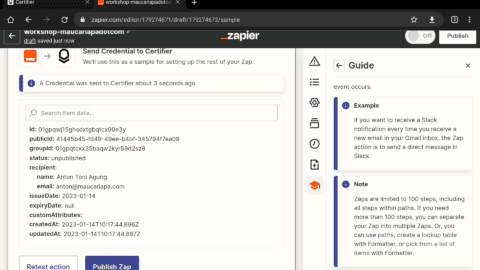 Certifier
workshop-maucariapadotcom
zapier.com/editor/179274671/draft/179274672/sample
workshop-maucariapadotcom
draft saved just now
zapier
Off
Publish
Send Credential to Certifier
We'll use this as a sample for setting up the rest of your Zap.
A Credential was sent to Certifier about 3 seconds ago
Search item data...
id: 01gpqwj15ghsdxtgbqtcx90e3y
publicId: 41445b45-fd49-49ee-b4bf-345794f7ea09
groupId: 01gpqtcxx35baqw2kyr59d2sz8
status: unpublished
recipient:
name: Anton Toni Agung
email: anton@maucariapa.com
issueDate: 2023-01-14
expiryDate: null
customAttributes:
createdAt: 2023-01-14T10:17:44.896Z
updatedAt: 2023-01-14T10:17:44.897Z
Retest action
Publish Zap
Guide
event occurs.
Example
If you want to receive a Slack
notification every time you receive a
new email in your Gmail inbox, the Zap
action is to send a direct message in
Slack.
Note
Zaps are limited to 100 steps, including
all steps within paths. If you need
more than 100 steps, you can separate
your Zap into multiple Zaps. Or, you
can use paths, create a lookup table
with Formatter, or pick from a list of
items with Formatter.